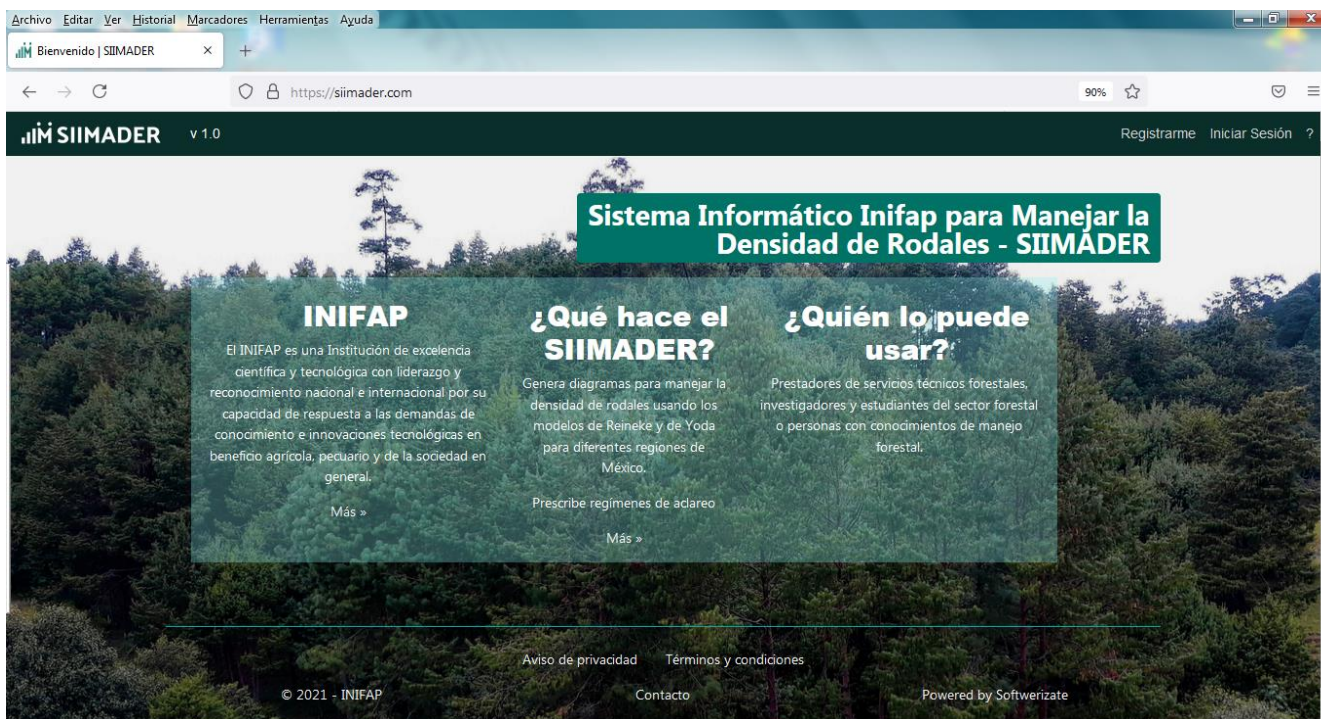 Archivo Editar Ver Historial Marcadores Herramientas Ayuda
Bienvenido | SIIMADER
https://siimader.com
90%
SIIMADER v 1.0
Registrarme Iniciar Sesión ?
Sistema Informático Inifap para Manejar la
Densidad de Rodales - SIIMADER
INIFAP
El INIFAP es una Institución de excelencia
científica y tecnológica con liderazgo y
reconocimiento nacional e internacional por su
capacidad de respuesta a las demandas de
conocimiento e innovaciones tecnológicas en
beneficio agrícola, pecuario y de la sociedad en
general.
Más »
¿Qué hace el
SIIMADER?
Genera diagramas para manejar la
densidad de rodales usando los
modelos de Reineke y de Yoda
para diferentes regiones de
México.
Prescribe regímenes de aclareo
Más »
¿Quién lo puede
usar?
Prestadores de servicios técnicos forestales,
investigadores y estudiantes del sector forestal
o personas con conocimientos de manejo
forestal.
Aviso de privacidad Términos y condiciones
© 2021 - INIFAP Contacto Powered by Softwerizate